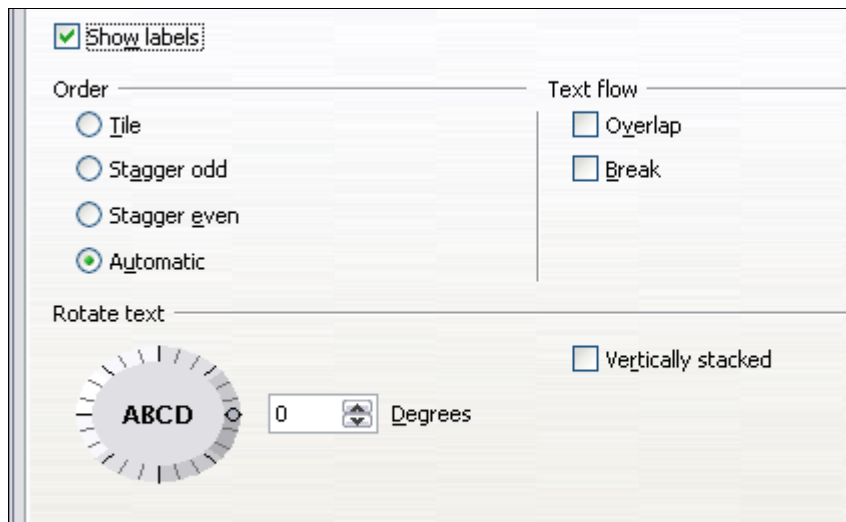 Show labels
Order
Tile
Stagger odd
Stagger even
Automatic
Text flow
Overlap
Break
Rotate text
ABCD
0
Degrees
Vertically stacked